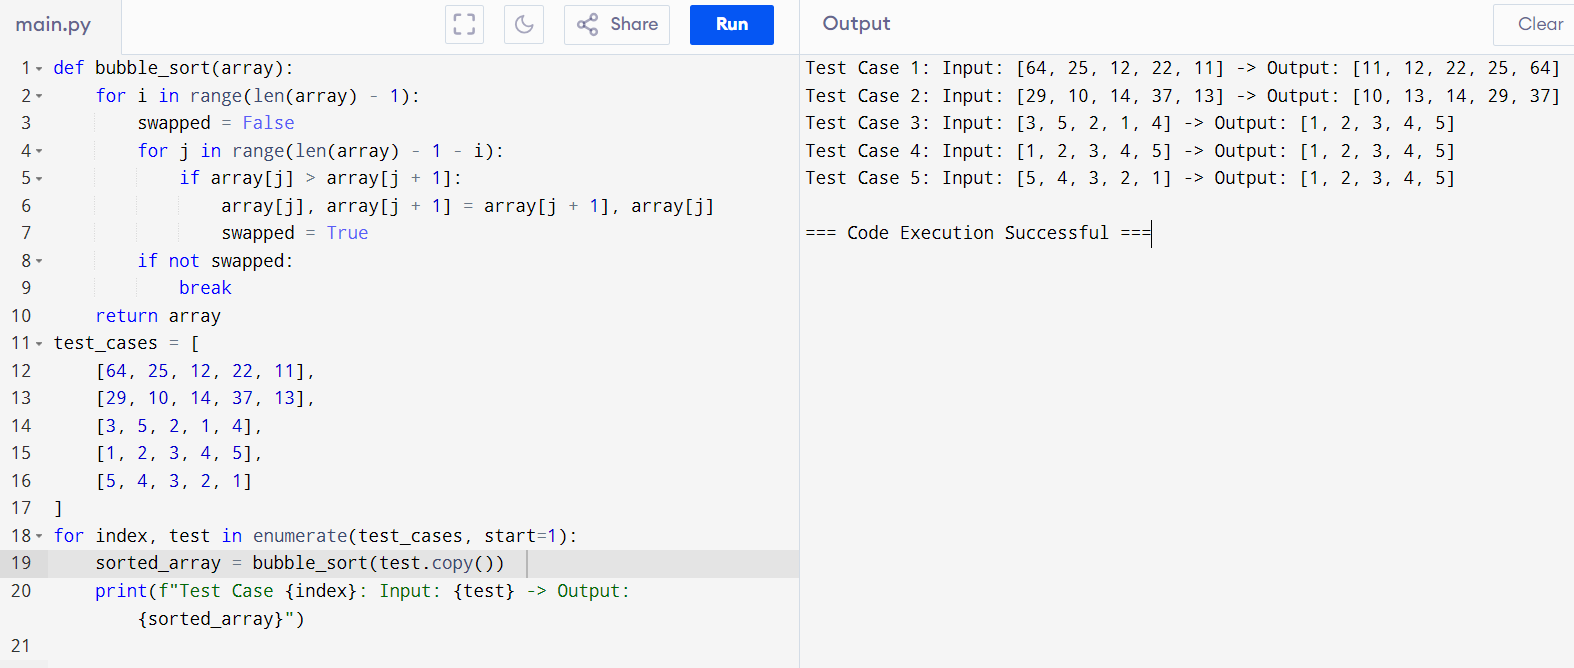 main.py
Share
Run
Output
Clear
1 def bubble_sort(array):
2     for i in range(len(array) - 1):
3         swapped = False
4         for j in range(len(array) - 1 - i):
5             if array[j] > array[j + 1]:
6                 array[j], array[j + 1] = array[j + 1], array[j]
7                 swapped = True
8         if not swapped:
9             break
10     return array
11 test_cases = [
12     [64, 25, 12, 22, 11],
13     [29, 10, 14, 37, 13],
14     [3, 5, 2, 1, 4],
15     [1, 2, 3, 4, 5],
16     [5, 4, 3, 2, 1]
17 ]
18 for index, test in enumerate(test_cases, start=1):
19     sorted_array = bubble_sort(test.copy())
20     print(f"Test Case {index}: Input: {test} -> Output:
        {sorted_array}")
21
Test Case 1: Input: [64, 25, 12, 22, 11] -> Output: [11, 12, 22, 25, 64]
Test Case 2: Input: [29, 10, 14, 37, 13] -> Output: [10, 13, 14, 29, 37]
Test Case 3: Input: [3, 5, 2, 1, 4] -> Output: [1, 2, 3, 4, 5]
Test Case 4: Input: [1, 2, 3, 4, 5] -> Output: [1, 2, 3, 4, 5]
Test Case 5: Input: [5, 4, 3, 2, 1] -> Output: [1, 2, 3, 4, 5]
=== Code Execution Successful ===